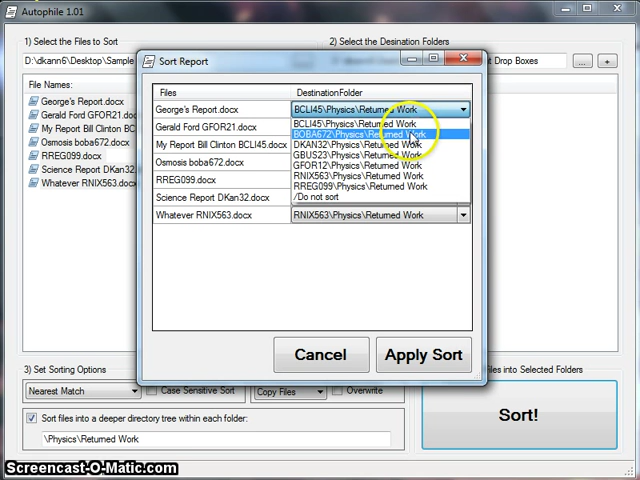 Autophile 1.01
1) Select the Files to Sort
2) Select the Desination Folders
D:\dkann6\Desktop\Sample
t Drop Boxes
...
+
File Names:
George's Report.docx
Gerald Ford GFOR21.docx
My Report Bill Clinton BCLI45
Osmosis boba672.docx
RREG099.docx
Science Report DKan32.docx
Whatever RNIX563.docx
Sort Report
Files
DestinationFolder
George's Report.docx
BCLI45\Physics\Returned Work
Gerald Ford GFOR21.docx
My Report Bill Clinton BCLI45.docx
Osmosis boba672.docx
RREG099.docx
Science Report DKan32.docx
Whatever RNIX563.docx
RNIX563\Physics\Returned Work
BCLI45\Physics\Returned Work
BOBA672\Physics\Returned Work
DKAN32\Physics\Returned Work
GBUS23\Physics\Returned Work
GFOR12\Physics\Returned Work
RNIX563\Physics\Returned Work
RREG099\Physics\Returned Work
/Do not sort
Cancel
Apply Sort
3) Set Sorting Options
Files into Selected Folders
Nearest Match
Case Sensitive Sort
Copy Files
Overwrite
Sort!
Sort files into a deeper directory tree within each folder:
\Physics\Returned Work
Screencast-O-Matic.com